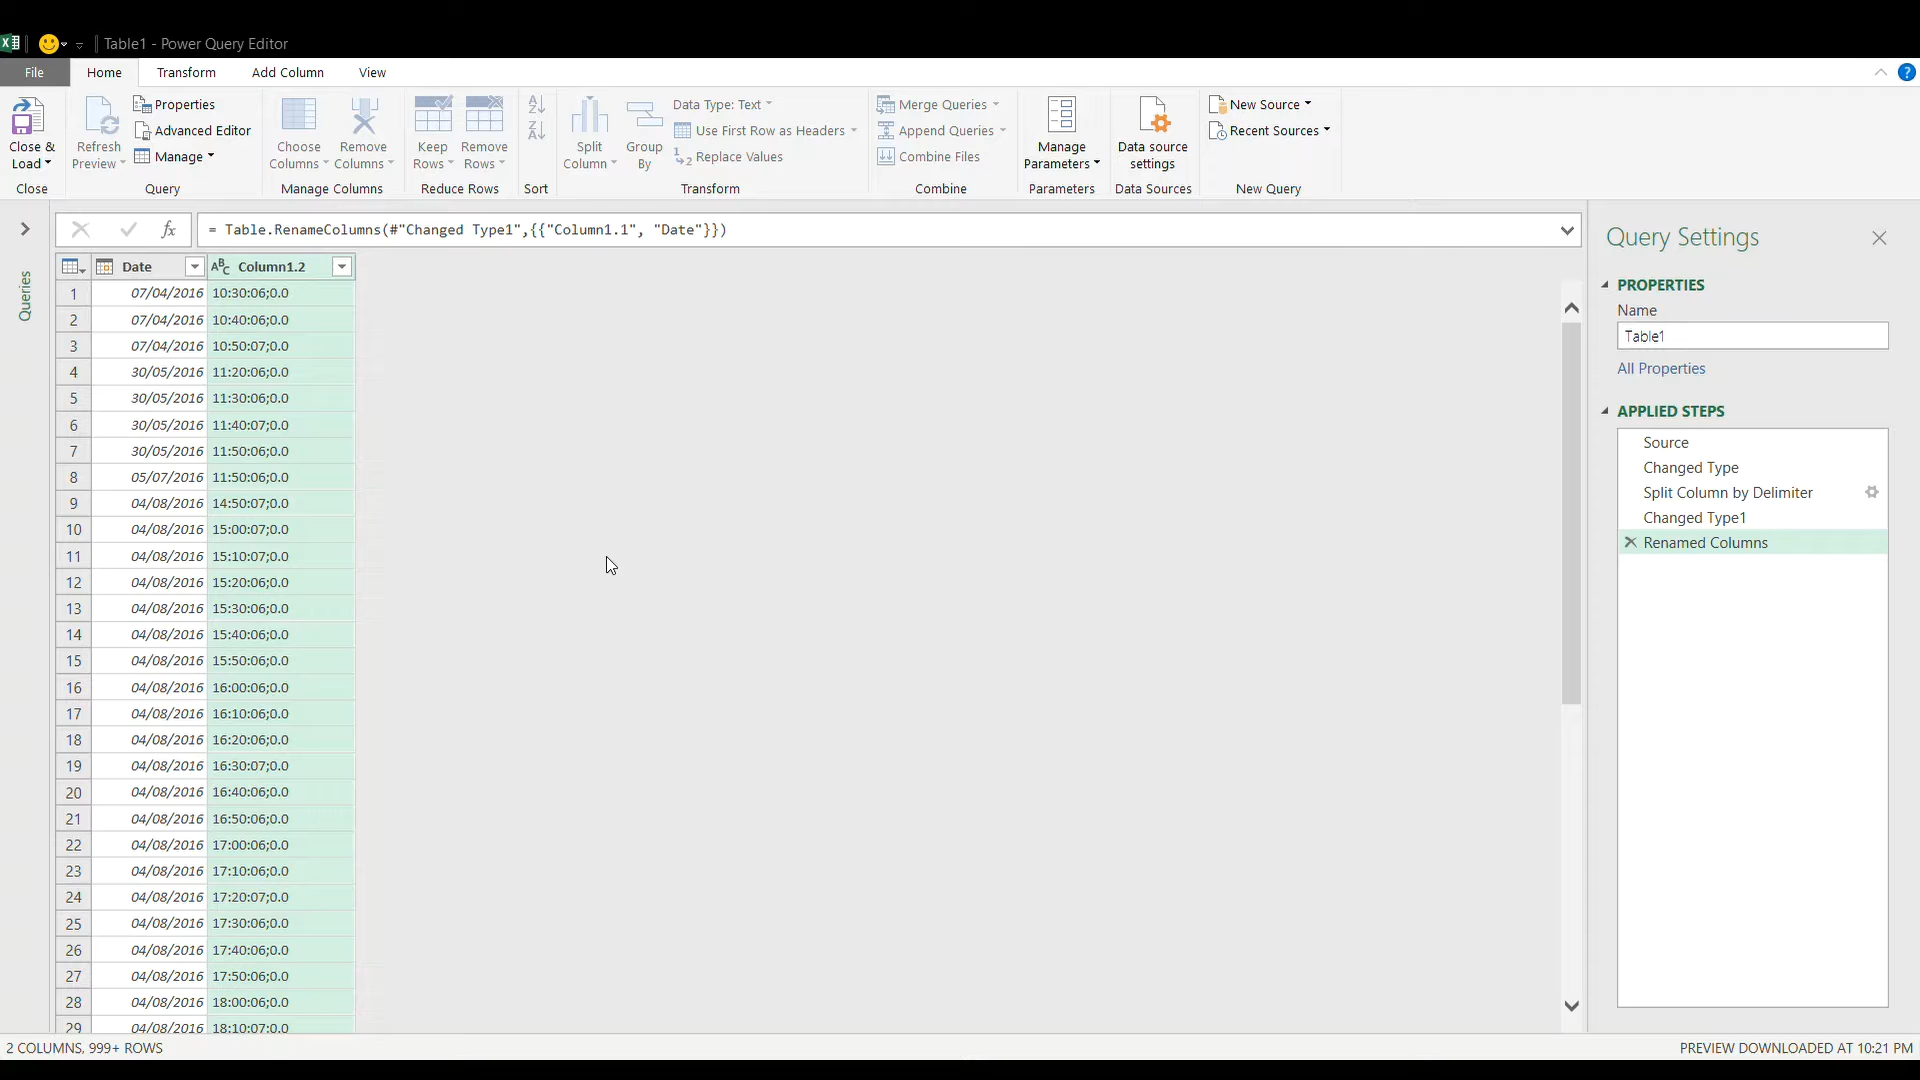 Table1 - Power Query Editor
File Home Transform Add Column View
Close & Load
Close
Refresh Preview
Properties
Advanced Editor
Manage
Query
Choose Columns
Remove Columns
Manage Columns
Keep Rows
Remove Rows
Reduce Rows
Sort
Split Column
Group By
Data Type: Text
Use First Row as Headers
Replace Values
Transform
Merge Queries
Append Queries
Combine Files
Combine
Manage Parameters
Parameters
Data source settings
Data Sources
New Source
Recent Sources
New Query
= Table.RenameColumns(#"Changed Type1",{{"Column1.1", "Date"}})
Queries
Date Column1.2
1 07/04/2016 10:30:06;0.0
2 07/04/2016 10:40:06;0.0
3 07/04/2016 10:50:07;0.0
4 30/05/2016 11:20:06;0.0
5 30/05/2016 11:30:06;0.0
6 30/05/2016 11:40:07;0.0
7 30/05/2016 11:50:06;0.0
8 05/07/2016 11:50:06;0.0
9 04/08/2016 14:50:07;0.0
10 04/08/2016 15:00:07;0.0
11 04/08/2016 15:10:07;0.0
12 04/08/2016 15:20:06;0.0
13 04/08/2016 15:30:06;0.0
14 04/08/2016 15:40:06;0.0
15 04/08/2016 15:50:06;0.0
16 04/08/2016 16:00:06;0.0
17 04/08/2016 16:10:06;0.0
18 04/08/2016 16:20:06;0.0
19 04/08/2016 16:30:07;0.0
20 04/08/2016 16:40:06;0.0
21 04/08/2016 16:50:06;0.0
22 04/08/2016 17:00:06;0.0
23 04/08/2016 17:10:06;0.0
24 04/08/2016 17:20:07;0.0
25 04/08/2016 17:30:06;0.0
26 04/08/2016 17:40:06;0.0
27 04/08/2016 17:50:06;0.0
28 04/08/2016 18:00:06;0.0
29 04/08/2016 18:10:07;0.0
Query Settings
PROPERTIES
Name
Table1
All Properties
APPLIED STEPS
Source
Changed Type
Split Column by Delimiter
Changed Type1
Renamed Columns
2 COLUMNS, 999+ ROWS
PREVIEW DOWNLOADED AT 10:21 PM